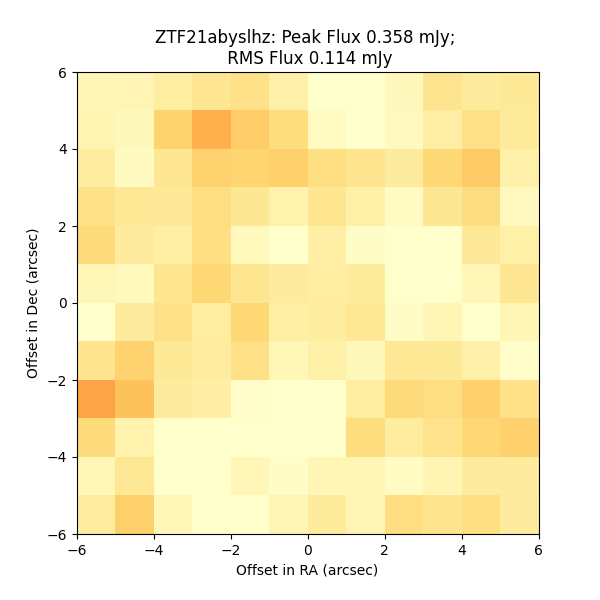 ZTF21abyslhz: Peak Flux 0.358 mJy;
RMS Flux 0.114 mJy
6
4
2
0
−2
−4
−6
Offset in Dec (arcsec)
−6 −4 −2 0 2 4 6
Offset in RA (arcsec)